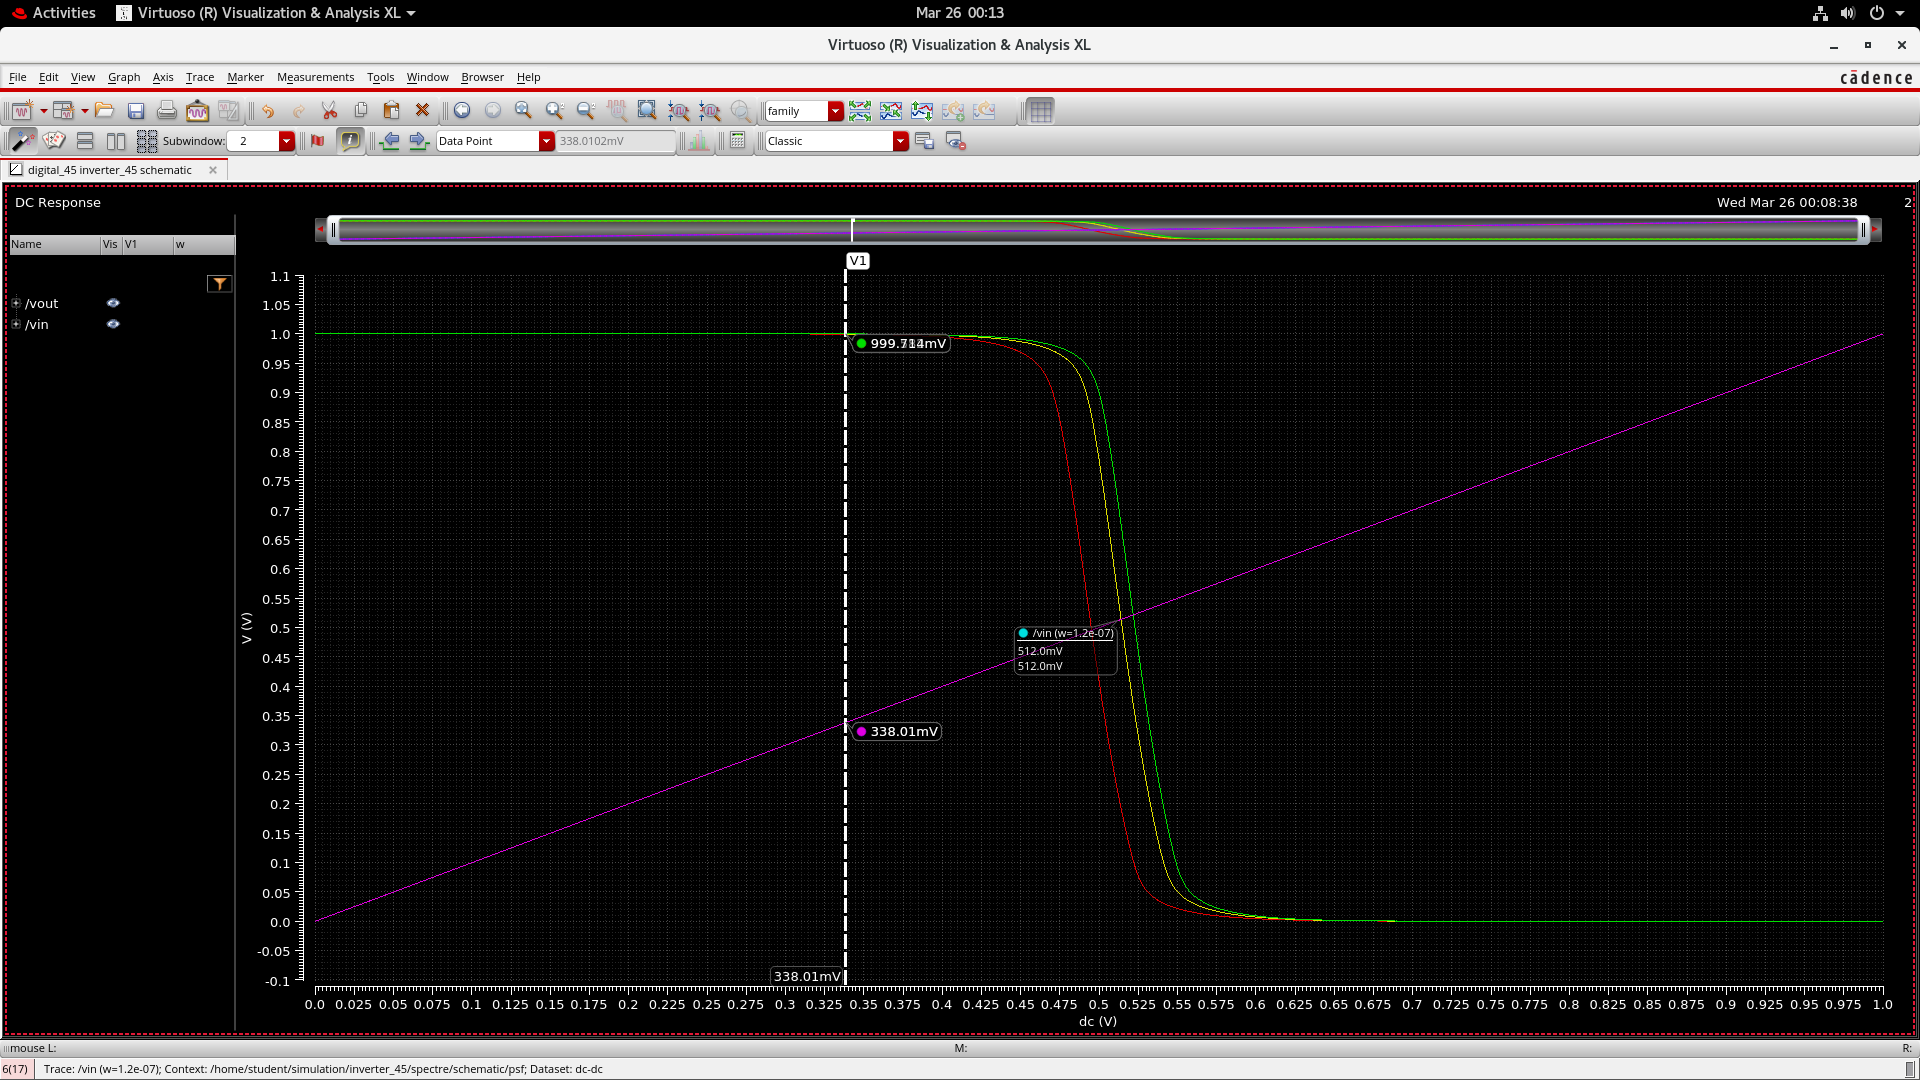 Activities Virtuoso (R) Visualization & Analysis XL Mar 26 00:13
Virtuoso (R) Visualization & Analysis XL
File Edit View Graph Axis Trace Marker Measurements Tools Window Browser Help cādence
family
Subwindow: 2 Data Point 338.0102mV Classic
digital_45 inverter_45 schematic
DC Response Wed Mar 26 00:08:38 2
Name Vis V1 w
V1
/vout
/vin
1.1
1.05
1.0
0.95
0.9
0.85
0.8
0.75
0.7
0.65
0.6
0.55
0.5
0.45
0.4
0.35
0.3
0.25
0.2
0.15
0.1
0.05
0.0
-0.05
-0.1
V (V)
/vin (w=1.2e-07)
512.0mV
512.0mV
338.01mV
338.01mV
0.0 0.025 0.05 0.075 0.1 0.125 0.15 0.175 0.2 0.225 0.25 0.275 0.3 0.325 0.35 0.375 0.4 0.425 0.45 0.475 0.5 0.525 0.55 0.575 0.6 0.625 0.65 0.675 0.7 0.725 0.75 0.775 0.8 0.825 0.85 0.875 0.9 0.925 0.95 0.975 1.0
dc (V)
mouse L: M: R:
6(17) Trace: /vin (w=1.2e-07); Context: /home/student/simulation/inverter_45/spectre/schematic/psf; Dataset: dc-dc